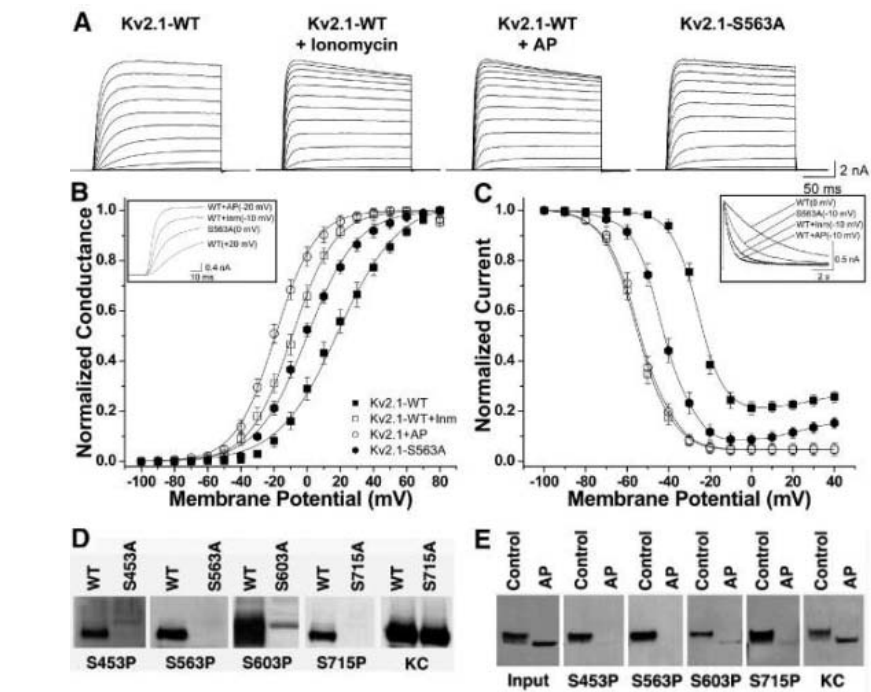 A
Kv2.1-WT
Kv2.1-WT
+ Ionomycin
Kv2.1-WT
+ AP
Kv2.1-S563A
2 nA
50 ms
B
WT+AP(-20 mV)
WT+Inm(-10 mV)
S563A(0 mV)
WT(+20 mV)
0.4 nA
10 ms
Normalized Conductance
1.0
0.8
0.6
0.4
0.2
0.0
Kv2.1-WT
Kv2.1-WT+Inm
Kv2.1+AP
Kv2.1-S563A
-100 -80 -60 -40 -20 0 20 40 60 80
Membrane Potential (mV)
C
WT(0 mV)
S563A(-10 mV)
WT+Inm(-10 mV)
WT+AP(-10 mV)
0.5 nA
2 s
Normalized Current
1.0
0.8
0.6
0.4
0.2
0.0
-100 -80 -60 -40 -20 0 20 40
Membrane Potential (mV)
D
WT S453A WT S563A WT S603A WT S715A WT S715A
S453P S563P S603P S715P KC
E
Control AP Control AP Control AP Control AP Control AP Control AP
Input S453P S563P S603P S715P KC